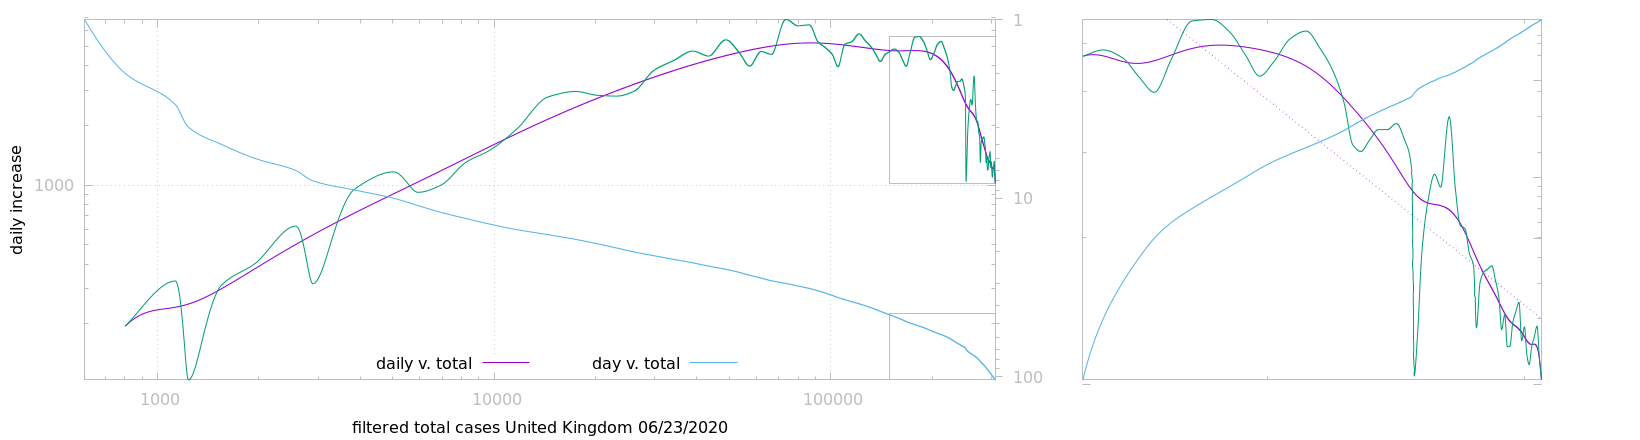 1
daily increase
1000
10
daily v. total
day v. total
100
1000
10000
100000
filtered total cases United Kingdom 06/23/2020